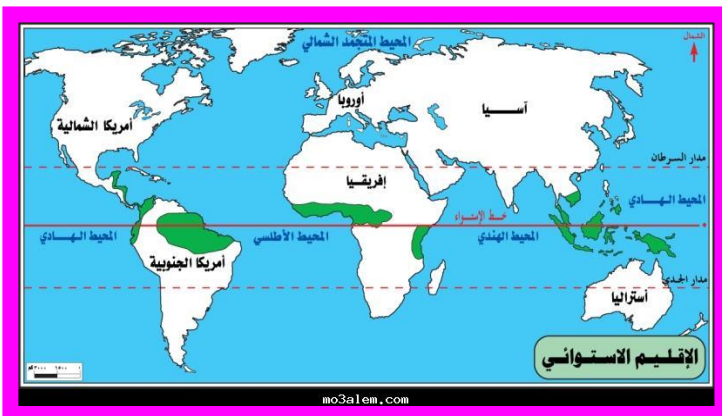 المحيط المتجمد الشمالي
الشمال
أوروبا
آسيا
أمريكا الشمالية
مدار السرطان
إفريقيا
المحيط الهادي
خط الإستواء
المحيط الهادي
المحيط الأطلسي
المحيط الهندي
أمريكا الجنوبية
مدار الجدي
أستراليا
الإقليم الاستوائي
mo3alem.com